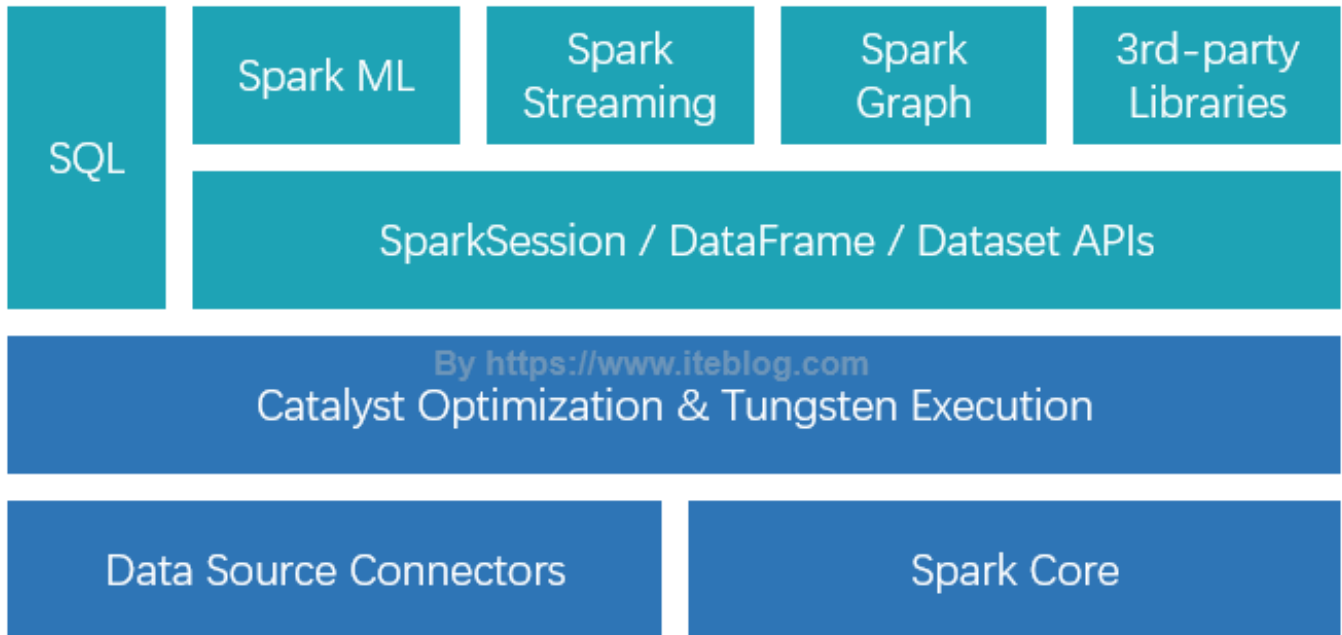 SQL
Spark ML
Spark
Streaming
Spark
Graph
3rd-party
Libraries
SparkSession / DataFrame / Dataset APIs
By https://www.iteblog.com
Catalyst Optimization & Tungsten Execution
Data Source Connectors
Spark Core